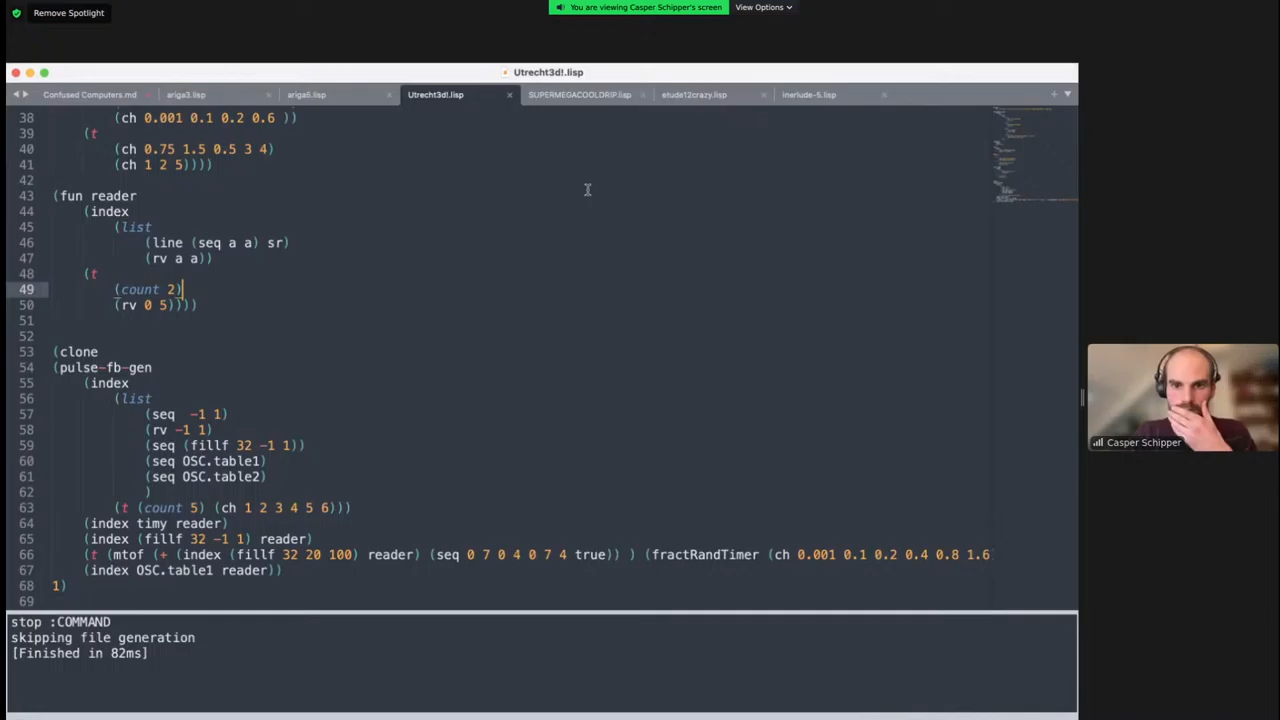 Remove Spotlight
You are viewing Casper Schipper's screen
View Options
Utrecht3d!.lisp
Confused Computers.md
ariga3.lisp
ariga5.lisp
Utrecht3d!.lisp
SUPERMEGACOOLDRIP.lisp
etude12crazy.lisp
inerlude-5.lisp
38 (ch 0.001 0.1 0.2 0.6 ))
39 (t
40 (ch 0.75 1.5 0.5 3 4)
41 (ch 1 2 5))))
42
43 (fun reader
44 (index
45 (list
46 (line (seq a a) sr)
47 (rv a a))
48 (t
49 (count 2)
50 (rv 0 5))))
51
52
53 (clone
54 (pulse-fb-gen
55 (index
56 (list
57 (seq  -1 1)
58 (rv -1 1)
59 (seq (fillf 32 -1 1))
60 (seq OSC.table1)
61 (seq OSC.table2)
62 )
63 (t (count 5) (ch 1 2 3 4 5 6)))
64 (index timy reader)
65 (index (fillf 32 -1 1) reader)
66 (t (mtof (+ (index (fillf 32 20 100) reader) (seq 0 7 0 4 0 7 4 true)) ) (fractRandTimer (ch 0.001 0.1 0.2 0.4 0.8 1.6
67 (index OSC.table1 reader))
68 1)
69
stop :COMMAND
skipping file generation
[Finished in 82ms]
Casper Schipper